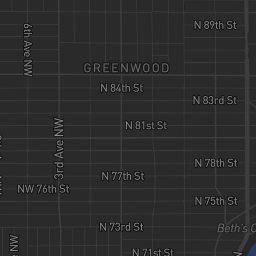 N 89th St
6th Ave NW
GREENWOOD
N 84th St
N 83rd St
N 81st St
3rd Ave NW
N 78th St
N 77th St
NW 76th St
N 75th St
N 73rd St
Beth's
NW
N 71st St